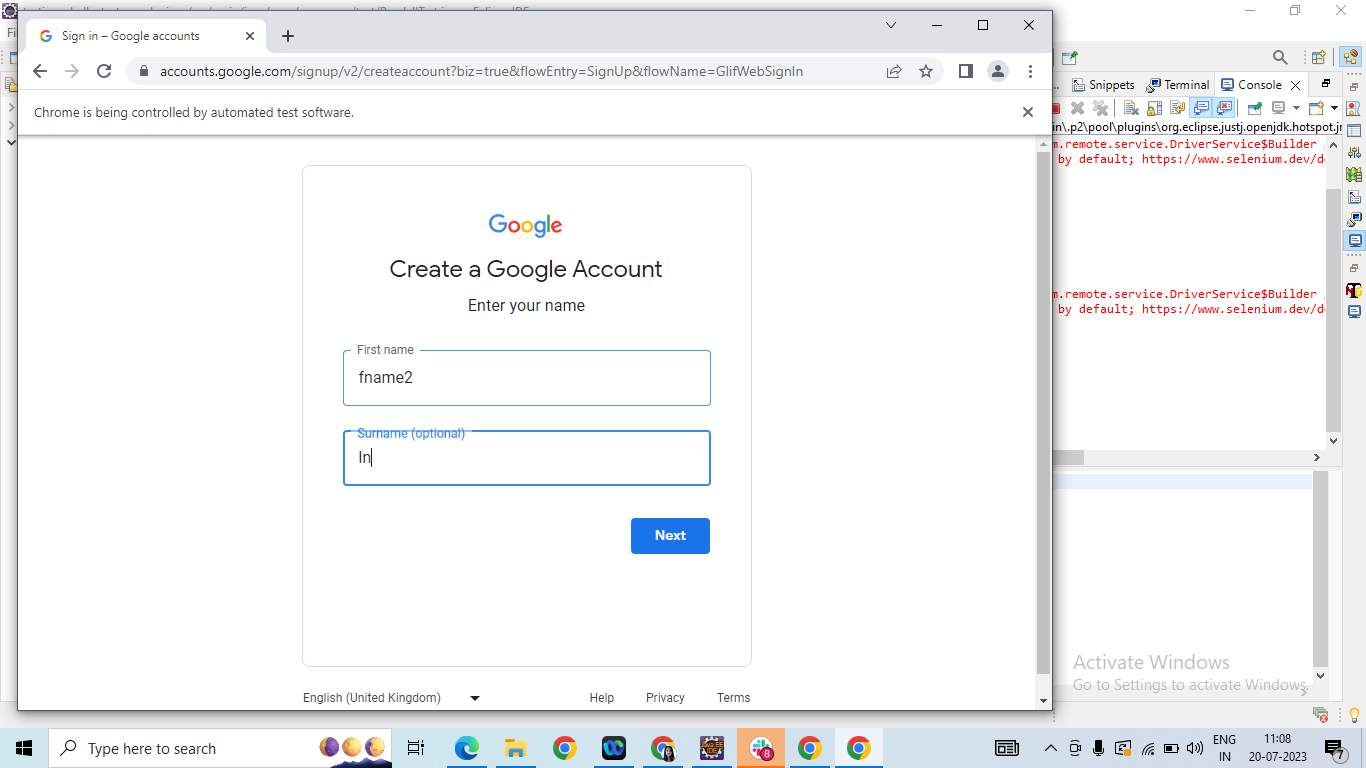 Sign in – Google accounts
accounts.google.com/signup/v2/createaccount?biz=true&flowEntry=SignUp&flowName=GlifWebSignIn
Chrome is being controlled by automated test software.
Google
Create a Google Account
Enter your name
First name
fname2
Surname (optional)
ln
Next
English (United Kingdom)
Help
Privacy
Terms
Snippets
Terminal
Console
in\.p2\pool\plugins\org.eclipse.justj.openjdk.hotspot.jr
m.remote.service.DriverService$Builder
by default; https://www.selenium.dev/d
m.remote.service.DriverService$Builder
by default; https://www.selenium.dev/d
Activate Windows
Go to Settings to activate Windows.
Type here to search
8
ENG
IN
11:08
20-07-2023
7